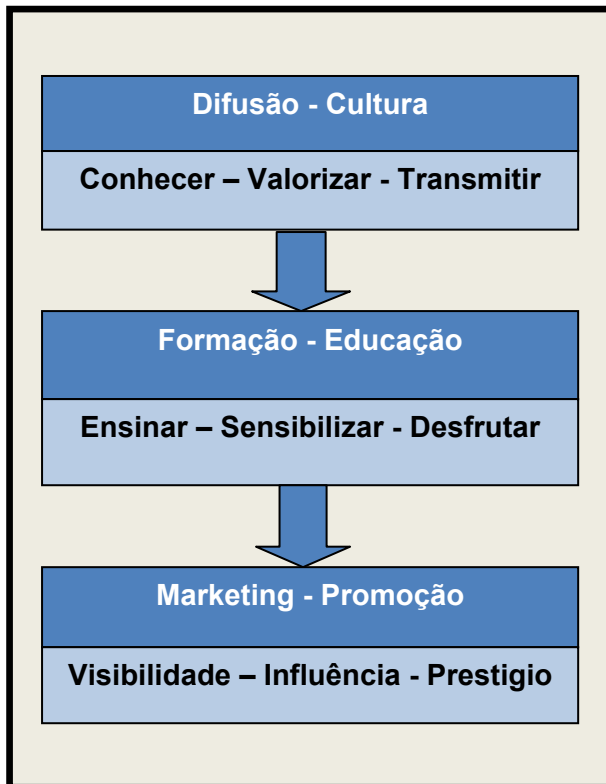 Difusão - Cultura
Conhecer – Valorizar - Transmitir
Formação - Educação
Ensinar – Sensibilizar - Desfrutar
Marketing - Promoção
Visibilidade – Influência - Prestigio